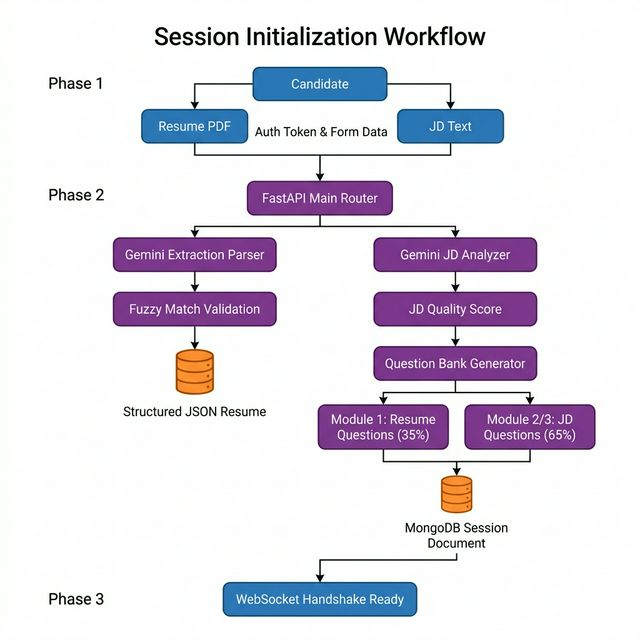 Session Initialization Workflow
Phase 1
Candidate
Resume PDF
Auth Token & Form Data
JD Text
Phase 2
FastAPI Main Router
Gemini Extraction Parser
Gemini JD Analyzer
Fuzzy Match Validation
JD Quality Score
Question Bank Generator
Structured JSON Resume
Module 1: Resume
Questions (35%)
Module 2/3: JD
Questions (65%)
MongoDB Session
Document
Phase 3
WebSocket Handshake Ready